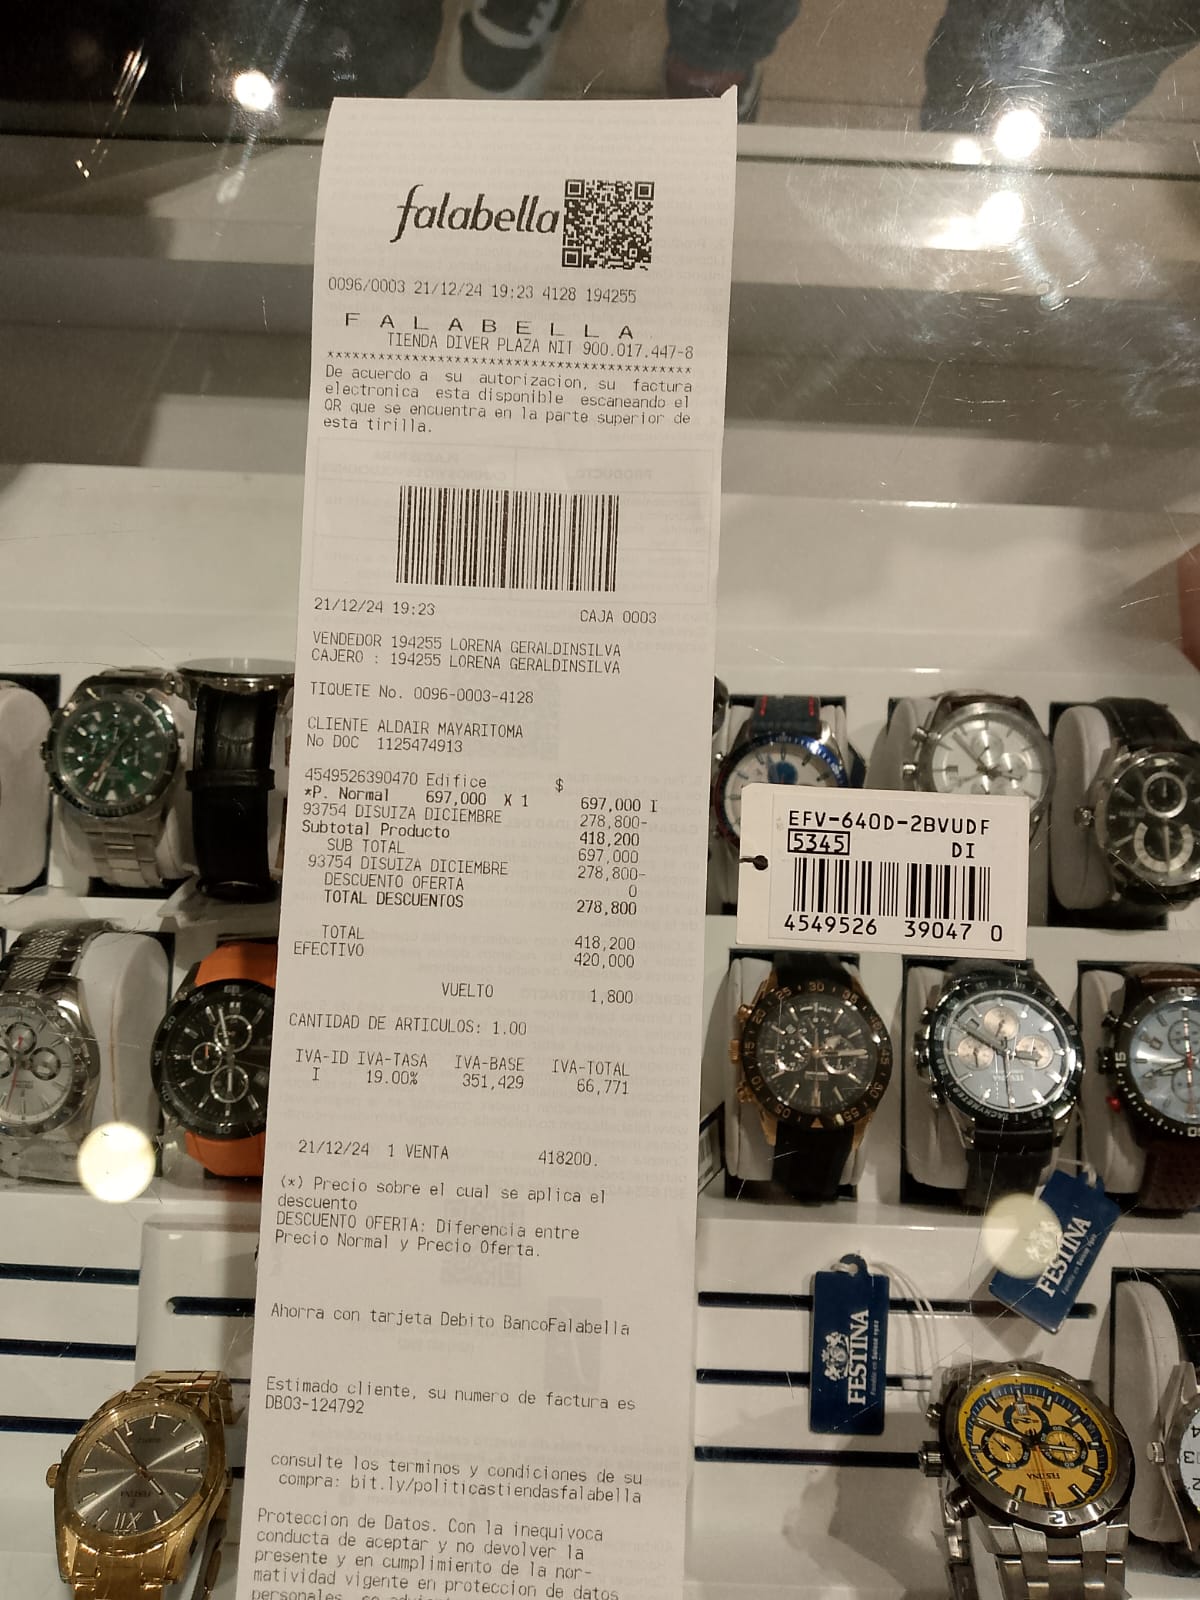 falabella
0096/0003 21/12/24 19:23 4128 194255
F A L A B E L L A
TIENDA DIVER PLAZA NIT 900.017.447-8
*******************************************
De acuerdo a su autorizacion, su factura
electronica esta disponible escaneando el
QR que se encuentra en la parte superior de
esta tirilla.
21/12/24 19:23 CAJA 0003
VENDEDOR 194255 LORENA GERALDINSILVA
CAJERO : 194255 LORENA GERALDINSILVA
TIQUETE No. 0096-0003-4128
CLIENTE ALDAIR MAYARITOMA
No DOC 1125474913
4549526390470 Edifice $
*P. Normal 697,000 X 1 697,000 I
93754 DISUIZA DICIEMBRE 278,800-
Subtotal Producto 418,200
SUB TOTAL 697,000
93754 DISUIZA DICIEMBRE 278,800-
DESCUENTO OFERTA 0
TOTAL DESCUENTOS 278,800
TOTAL 418,200
EFECTIVO 420,000
VUELTO 1,800
CANTIDAD DE ARTICULOS: 1.00
IVA-ID IVA-TASA IVA-BASE IVA-TOTAL
I 19.00% 351,429 66,771
21/12/24 1 VENTA 418200.
(*) Precio sobre el cual se aplica el
descuento
DESCUENTO OFERTA: Diferencia entre
Precio Normal y Precio Oferta.
Ahorra con tarjeta Debito BancoFalabella
Estimado cliente, su numero de factura es
DB03-124792
consulte los terminos y condiciones de su
compra: bit.ly/politicastiendasfalabella
Proteccion de Datos. Con la inequivoca
conducta de aceptar y no devolver la
presente y en cumplimiento de la nor-
matividad vigente en proteccion de datos
personales, se
EFV-640D-2BVUDF
5345 DI
4549526 39047 0
FESTINA
FESTINA
FESTINA
FESTINA
FESTINA